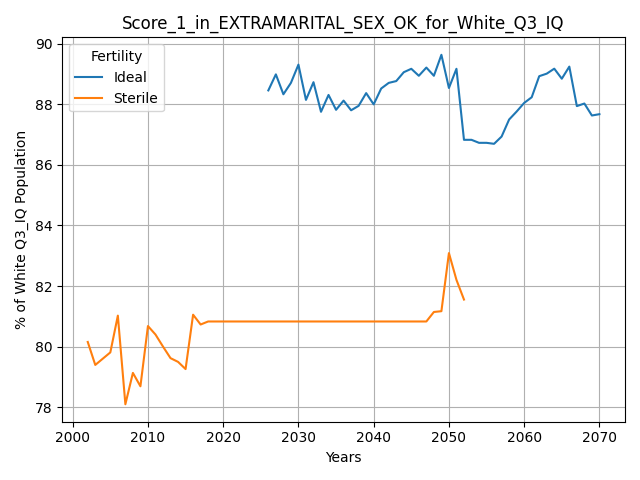 Score_1_in_EXTRAMARITAL_SEX_OK_for_White_Q3_IQ
Fertility
Ideal
Sterile
% of White Q3_IQ Population
90
88
86
84
82
80
78
2000 2010 2020 2030 2040 2050 2060 2070
Years